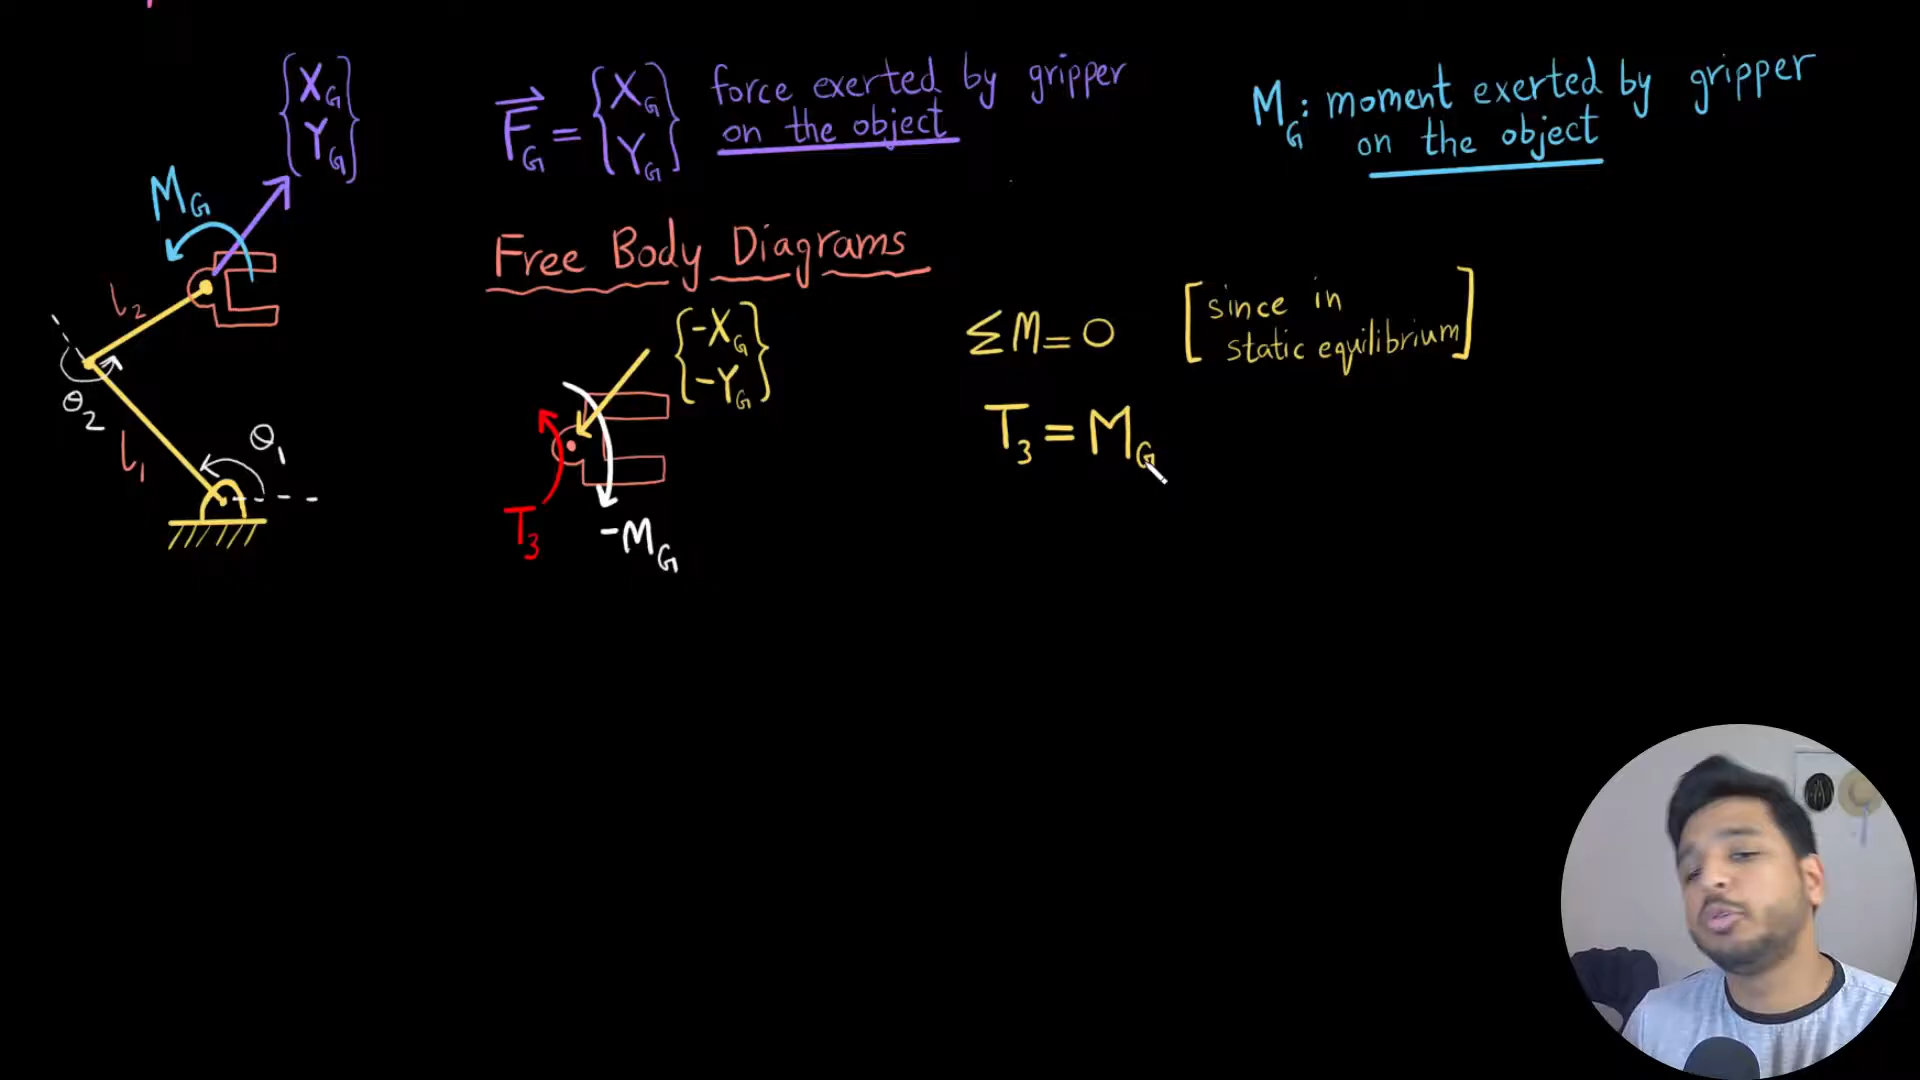 X_G
Y_G
M_G
l_2
θ_2
l_1
θ_1
F_G = {X_G Y_G} force exerted by gripper
on the object
M_G: moment exerted by gripper
on the object
Free Body Diagrams
-X_G
-Y_G
T_3
-M_G
ΣM = 0 [since in
static equilibrium]
T_3 = M_G